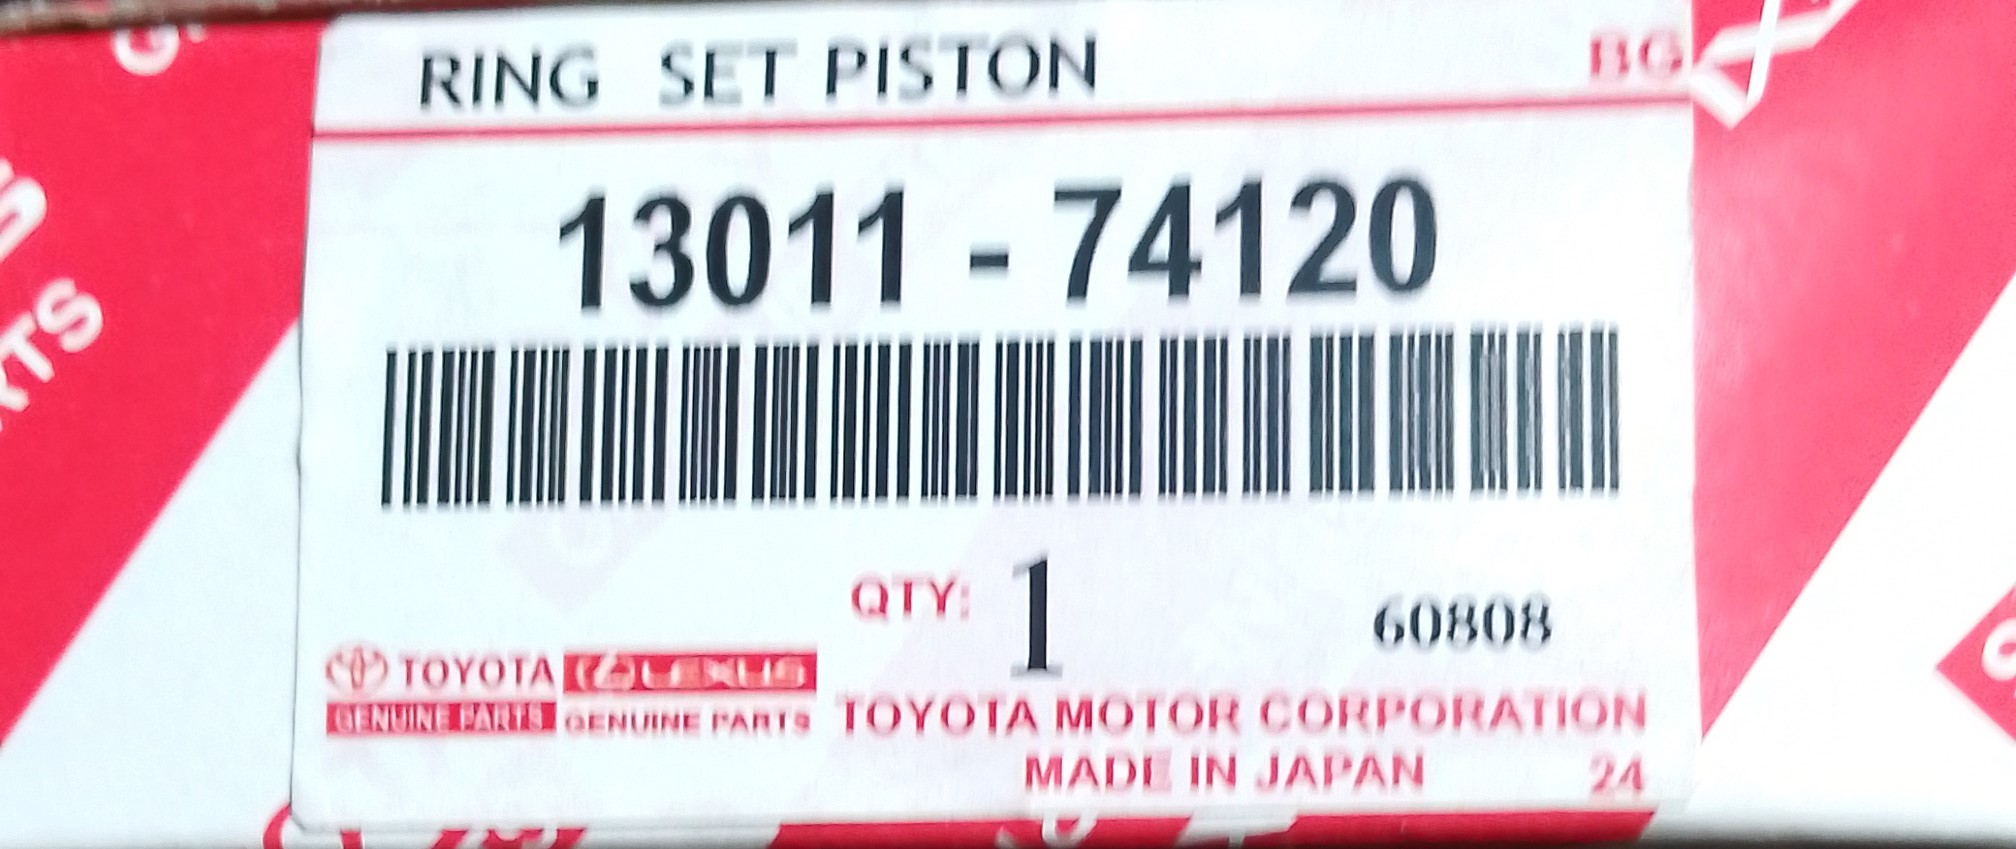 RING SET PISTON BG
13011 - 74120
QTY: 1
60808
TOYOTA LEXUS
GENUINE PARTS GENUINE PARTS
TOYOTA MOTOR CORPORATION
MADE IN JAPAN 24